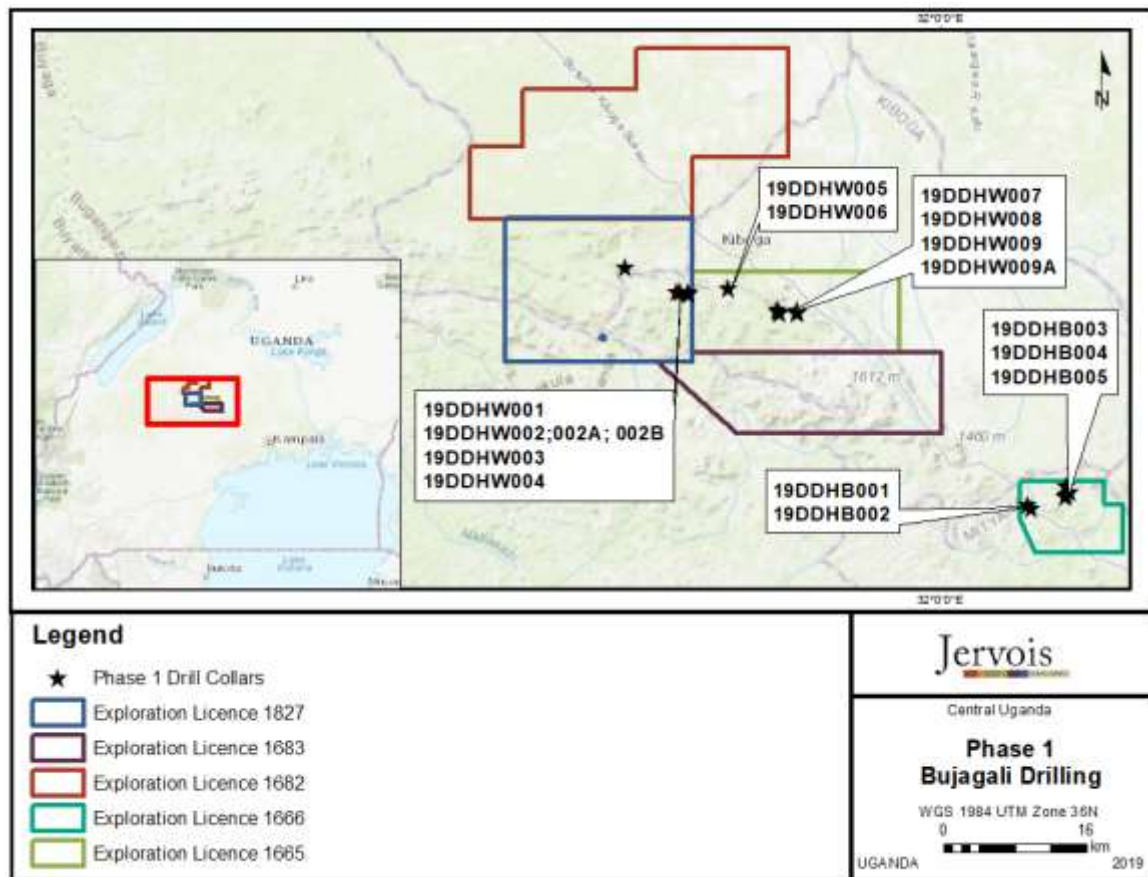 32°0'0"E
KIBOGA
N
19DDHW005
19DDHW006
19DDHW007
19DDHW008
19DDHW009
19DDHW009A
Kiboga
19DDHB003
19DDHB004
19DDHB005
UGANDA
Kampala
Lake Victoria
1612 m
1400 m
19DDHW001
19DDHW002;002A; 002B
19DDHW003
19DDHW004
19DDHB001
19DDHB002
32°0'0"E
Legend
Phase 1 Drill Collars
Exploration Licence 1827
Exploration Licence 1683
Exploration Licence 1682
Exploration Licence 1666
Exploration Licence 1665
Jervois
Central Uganda
Phase 1
Bujagali Drilling
WGS 1984 UTM Zone 36N
0 16
km
UGANDA 2019